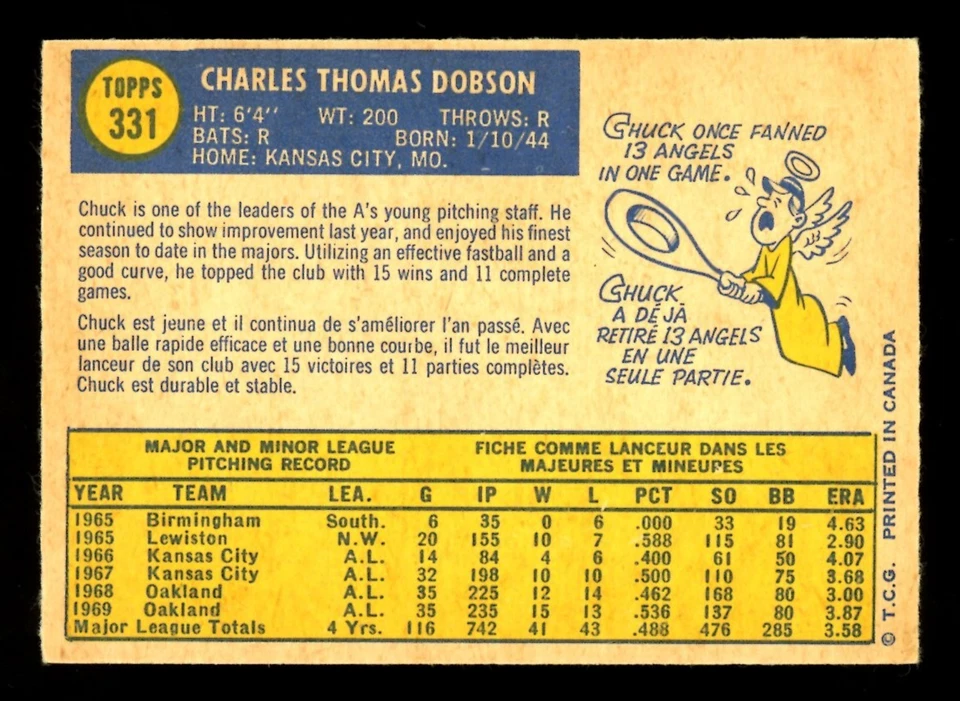 TOPPS
331
CHARLES THOMAS DOBSON
HT: 6'4" WT: 200 THROWS: R
BATS: R BORN: 1/10/44
HOME: KANSAS CITY, MO.
Chuck is one of the leaders of the A's young pitching staff. He
continued to show improvement last year, and enjoyed his finest
season to date in the majors. Utilizing an effective fastball and a
good curve, he topped the club with 15 wins and 11 complete
games.
Chuck est jeune et il continua de s'améliorer l'an passé. Avec
une balle rapide efficace et une bonne courbe, il fut le meilleur
lanceur de son club avec 15 victoires et 11 parties complètes.
Chuck est durable et stable.
CHUCK ONCE FANNED
13 ANGELS
IN ONE GAME.
CHUCK
A DÉJÀ
RETIRÉ 13 ANGELS
EN UNE
SEULE PARTIE.
MAJOR AND MINOR LEAGUE
PITCHING RECORD
FICHE COMME LANCEUR DANS LES
MAJEURES ET MINEUPES
YEAR TEAM LEA. G IP W L PCT SO BB ERA
1965 Birmingham South. 6 35 0 6 .000 33 19 4.63
1965 Lewiston N.W. 20 155 10 7 .588 115 81 2.90
1966 Kansas City A.L. 14 84 4 6 .400 61 50 4.07
1967 Kansas City A.L. 32 198 10 10 .500 110 75 3.68
1968 Oakland A.L. 35 225 12 14 .462 168 80 3.00
1969 Oakland A.L. 35 235 15 13 .536 137 80 3.87
Major League Totals 4 Yrs. 116 742 41 43 .488 476 285 3.58
© T.C.G. PRINTED IN CANADA